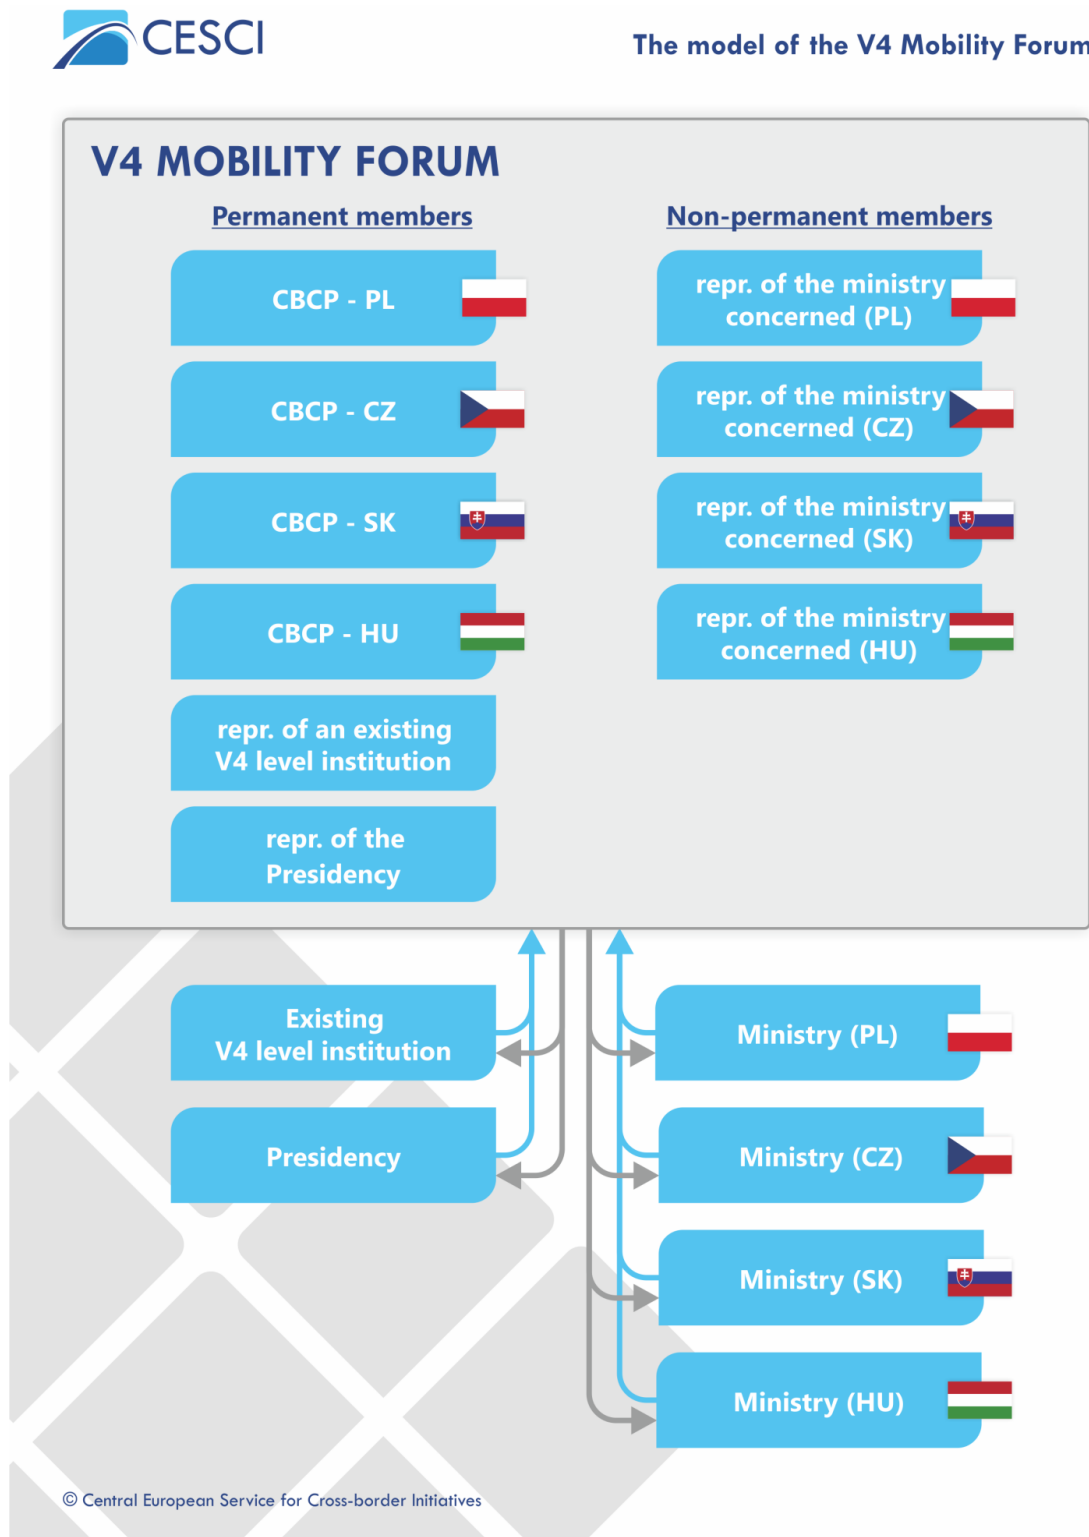 CESCI
The model of the V4 Mobility Forum
V4 MOBILITY FORUM
Permanent members
CBCP - PL
CBCP - CZ
CBCP - SK
CBCP - HU
repr. of an existing
V4 level institution
repr. of the
Presidency
Non-permanent members
repr. of the ministry
concerned (PL)
repr. of the ministry
concerned (CZ)
repr. of the ministry
concerned (SK)
repr. of the ministry
concerned (HU)
Existing
V4 level institution
Presidency
Ministry (PL)
Ministry (CZ)
Ministry (SK)
Ministry (HU)
© Central European Service for Cross-border Initiatives